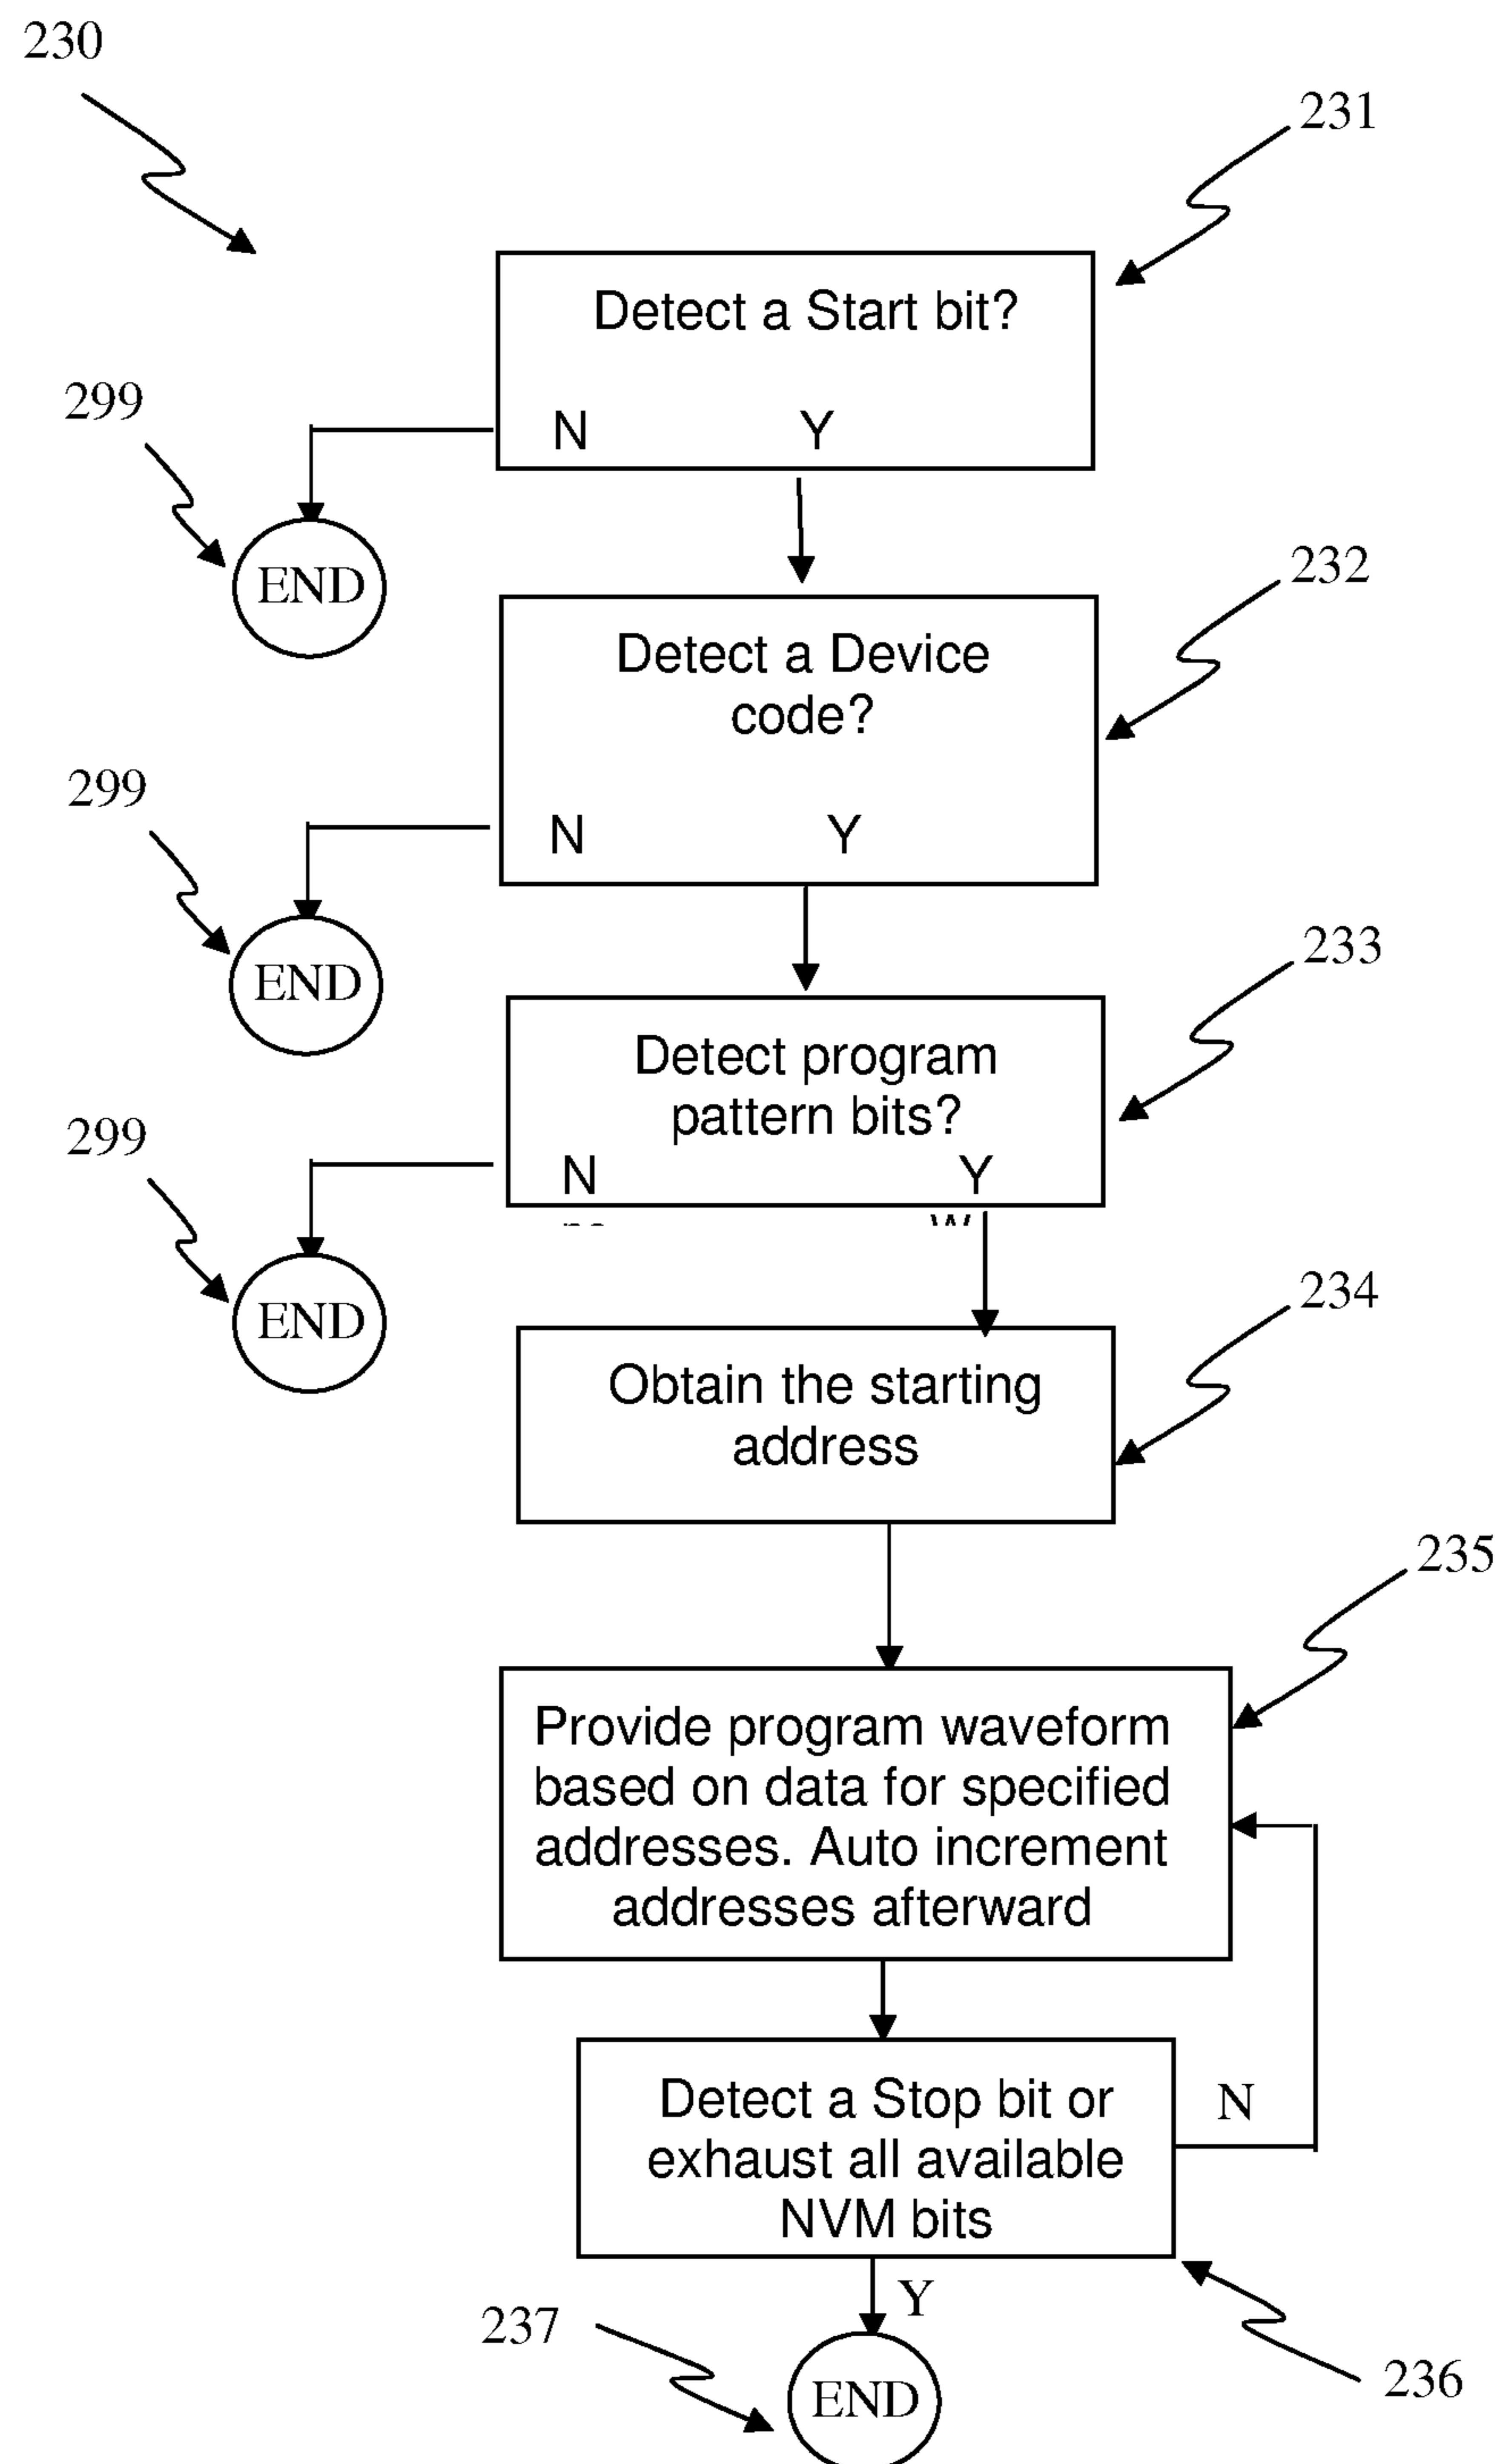 230
231
Detect a Start bit?
299
N Y
END
232
Detect a Device
code?
299
N Y
END
233
Detect program
pattern bits?
299
N Y
END
234
Obtain the starting
address
235
Provide program waveform
based on data for specified
addresses. Auto increment
addresses afterward
Detect a Stop bit or
exhaust all available
NVM bits
N
Y
237
236
END